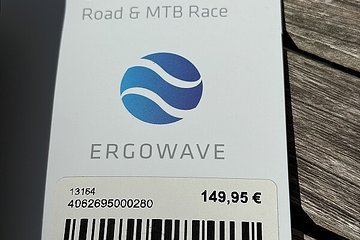 Road & MTB Race
ERGOWAVE
13164
4062695000280
149,95 €